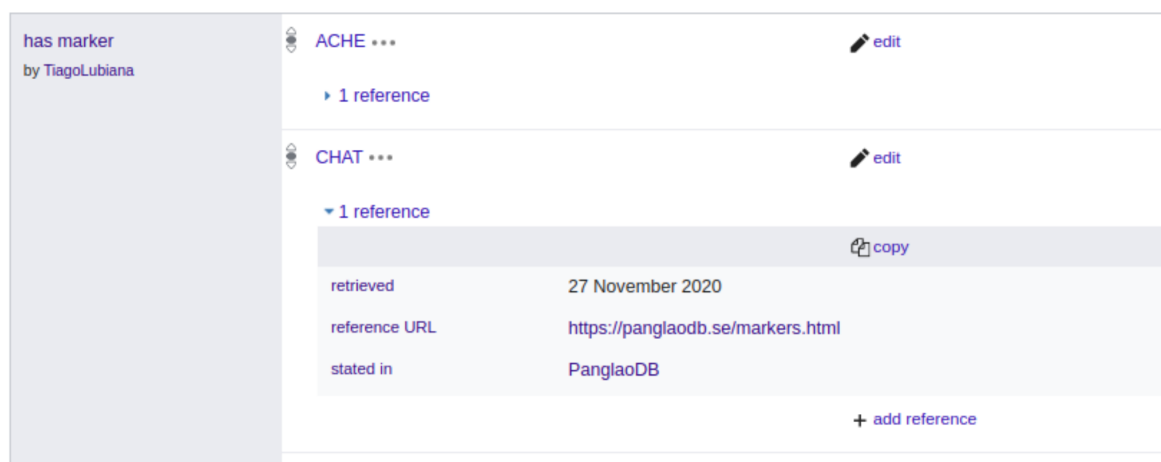 has marker
by TiagoLubiana
ACHE •••
edit
1 reference
CHAT •••
edit
1 reference
copy
retrieved 27 November 2020
reference URL https://panglaodb.se/markers.html
stated in PanglaoDB
+ add reference